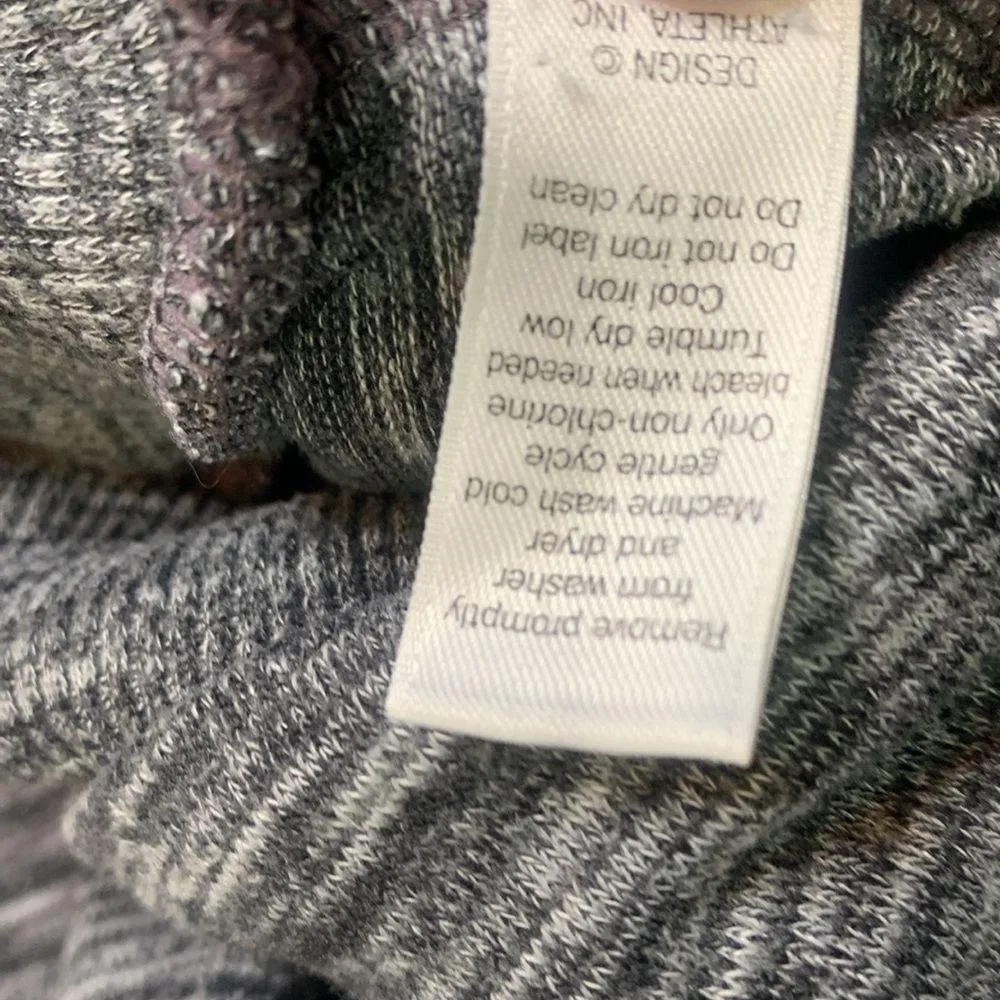 Remove promptly
from washer
and dryer
Machine wash cold
gentle cycle
Only non-chlorine
bleach when needed
Tumble dry low
Cool iron
Do not iron label
Do not dry clean
DESIGN ©
ATHLETA, INC